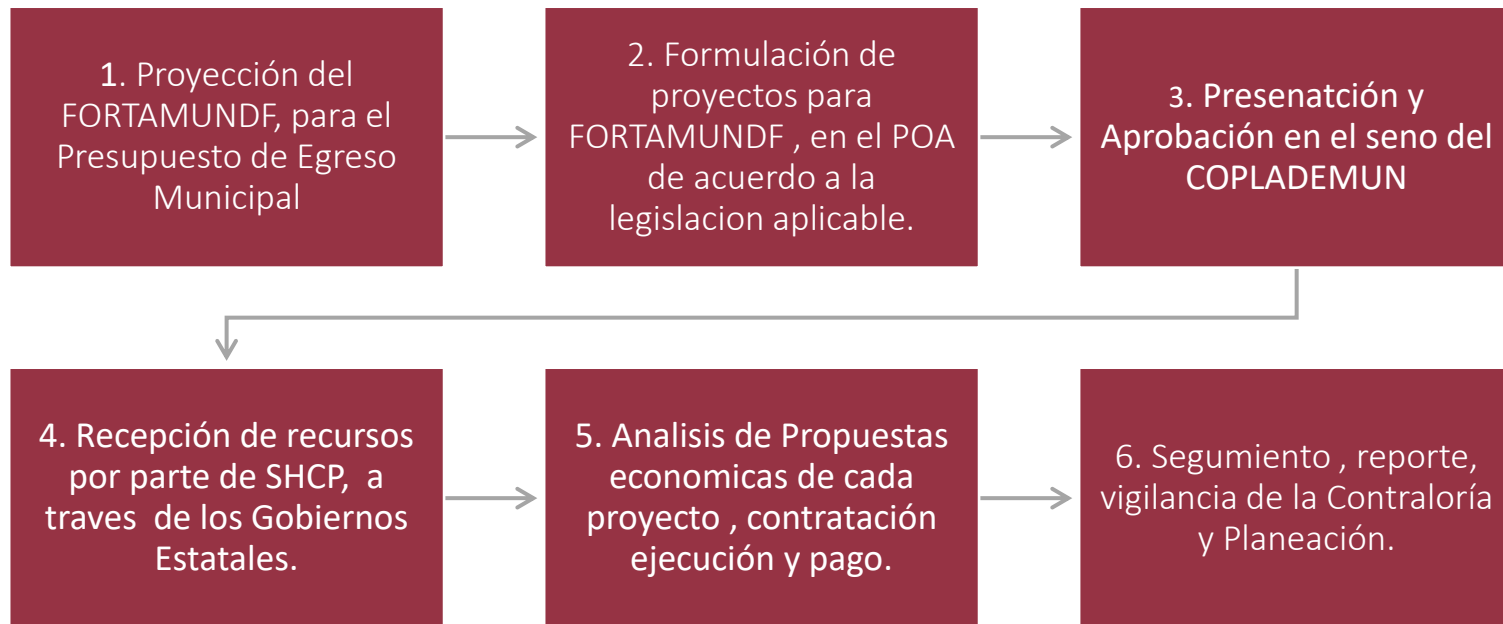 1. Proyección del
FORTAMUNDF, para el
Presupuesto de Egreso
Municipal
2. Formulación de
proyectos para
FORTAMUNDF , en el POA
de acuerdo a la
legislacion aplicable.
3. Presenatción y
Aprobación en el seno del
COPLADEMUN
4. Recepción de recursos
por parte de SHCP, a
traves de los Gobiernos
Estatales.
5. Analisis de Propuestas
economicas de cada
proyecto , contratación
ejecución y pago.
6. Segumiento , reporte,
vigilancia de la Contraloría
y Planeación.